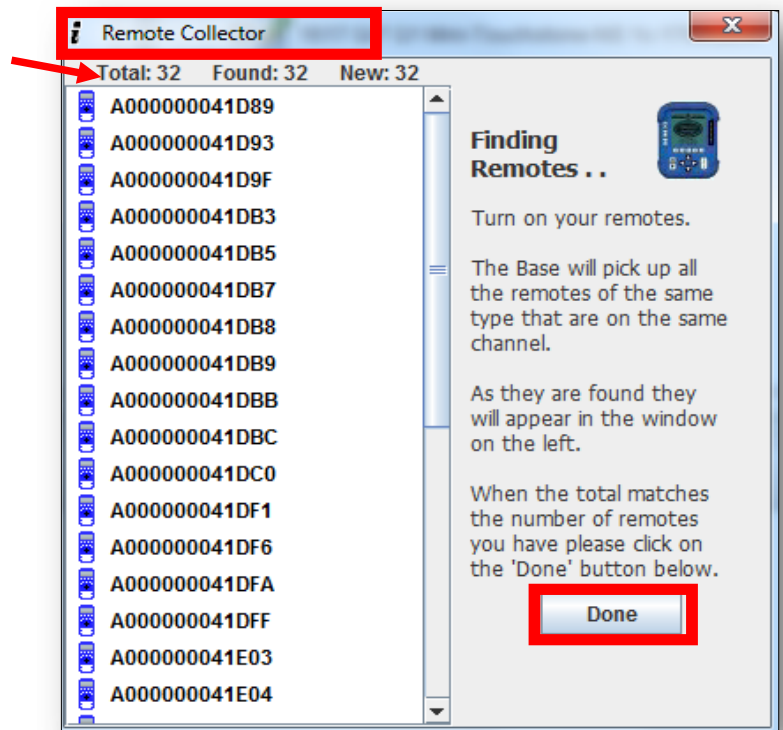 Remote Collector
Total: 32 Found: 32 New: 32
A000000041D89
A000000041D93
A000000041D9F
A000000041DB3
A000000041DB5
A000000041DB7
A000000041DB8
A000000041DB9
A000000041DBB
A000000041DBC
A000000041DC0
A000000041DF1
A000000041DF6
A000000041DFA
A000000041DFF
A000000041E03
A000000041E04
Finding
Remotes . .
Turn on your remotes.
The Base will pick up all
the remotes of the same
type that are on the same
channel.
As they are found they
will appear in the window
on the left.
When the total matches
the number of remotes
you have please click on
the 'Done' button below.
Done